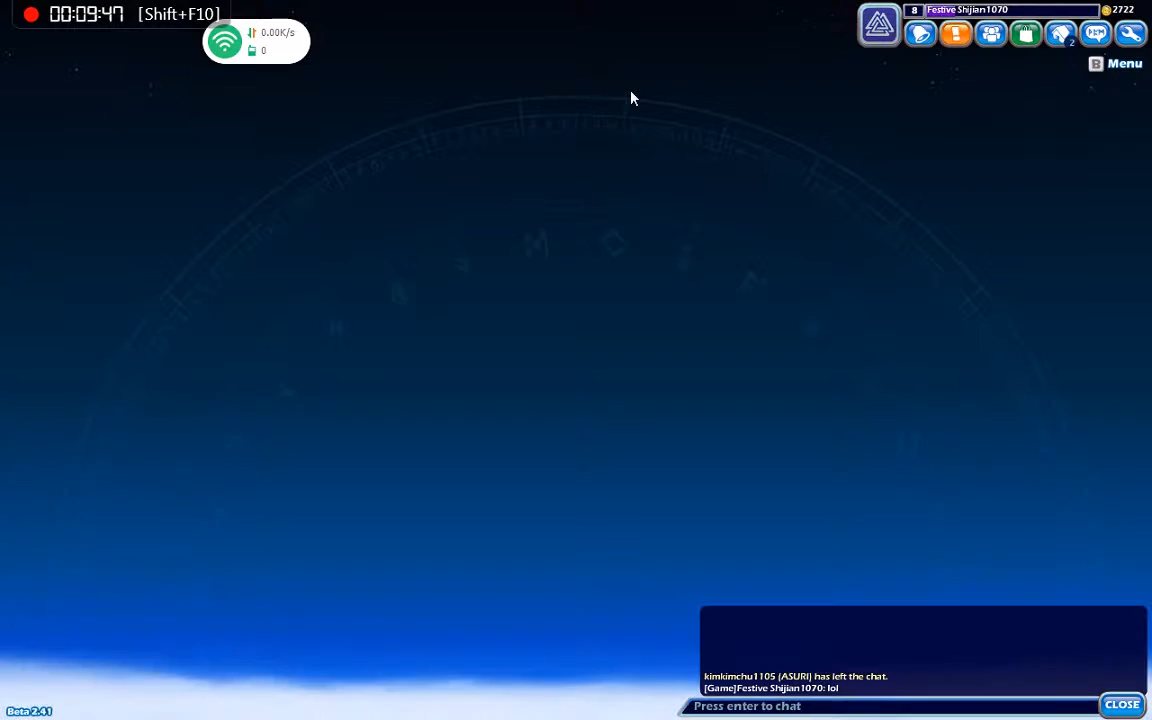 00:09:47 [Shift+F10]
0.00K/s
0
8 Festive Shijian1070
2722
2
B Menu
kimkimchu1105 (ASURI) has left the chat.
[Game]Festive Shijian1070: lol
Press enter to chat
CLOSE
Beta 2.41